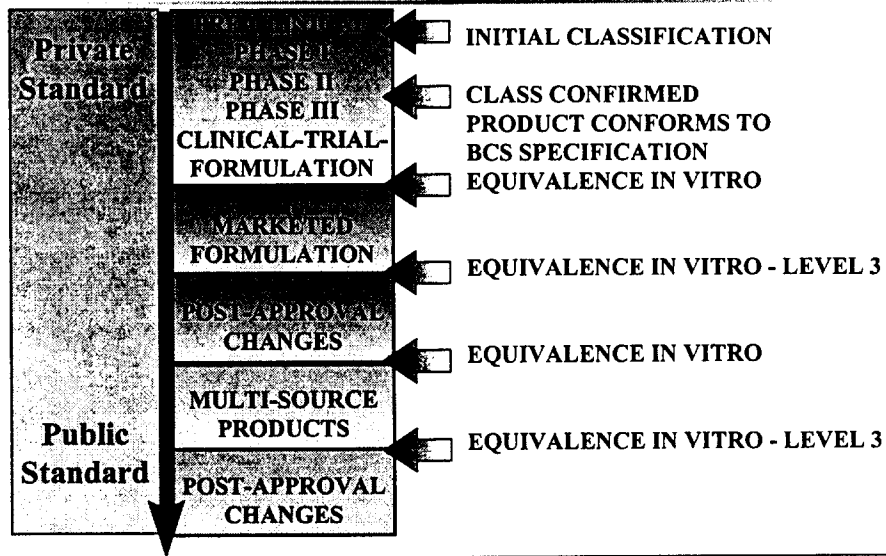 Private
Standard
PHASE I
PHASE II
PHASE III
CLINICAL-TRIAL-
FORMULATION
MARKETED
FORMULATION
POST-APPROVAL
CHANGES
MULTI-SOURCE
PRODUCTS
POST-APPROVAL
CHANGES
Public
Standard
INITIAL CLASSIFICATION
CLASS CONFIRMED
PRODUCT CONFORMS TO
BCS SPECIFICATION
EQUIVALENCE IN VITRO
EQUIVALENCE IN VITRO - LEVEL 3
EQUIVALENCE IN VITRO
EQUIVALENCE IN VITRO - LEVEL 3